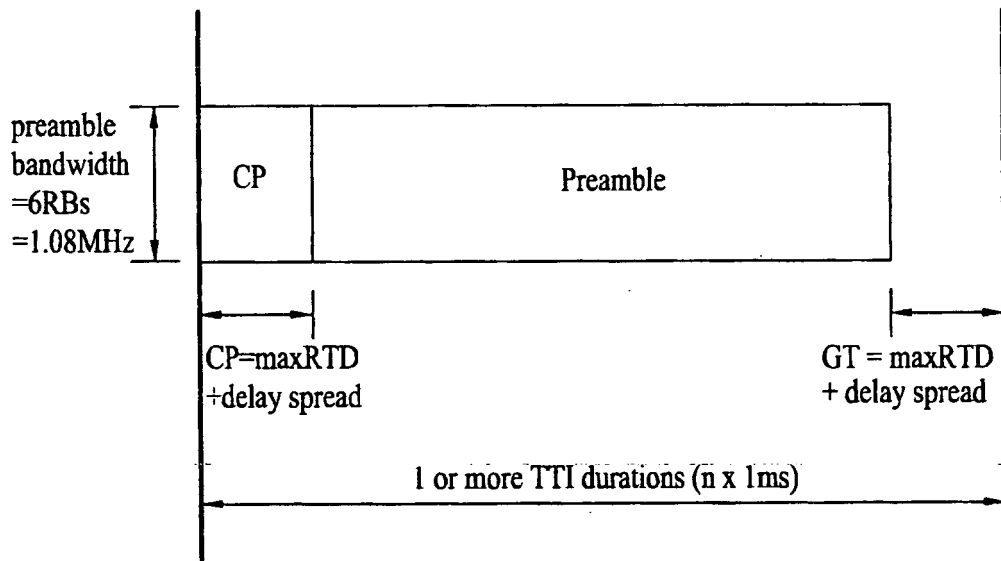 preamble
bandwidth
=6RBs
=1.08MHz
CP
Preamble
CP=maxRTD
+delay spread
GT = maxRTD
+ delay spread
1 or more TTI durations (n x 1ms)